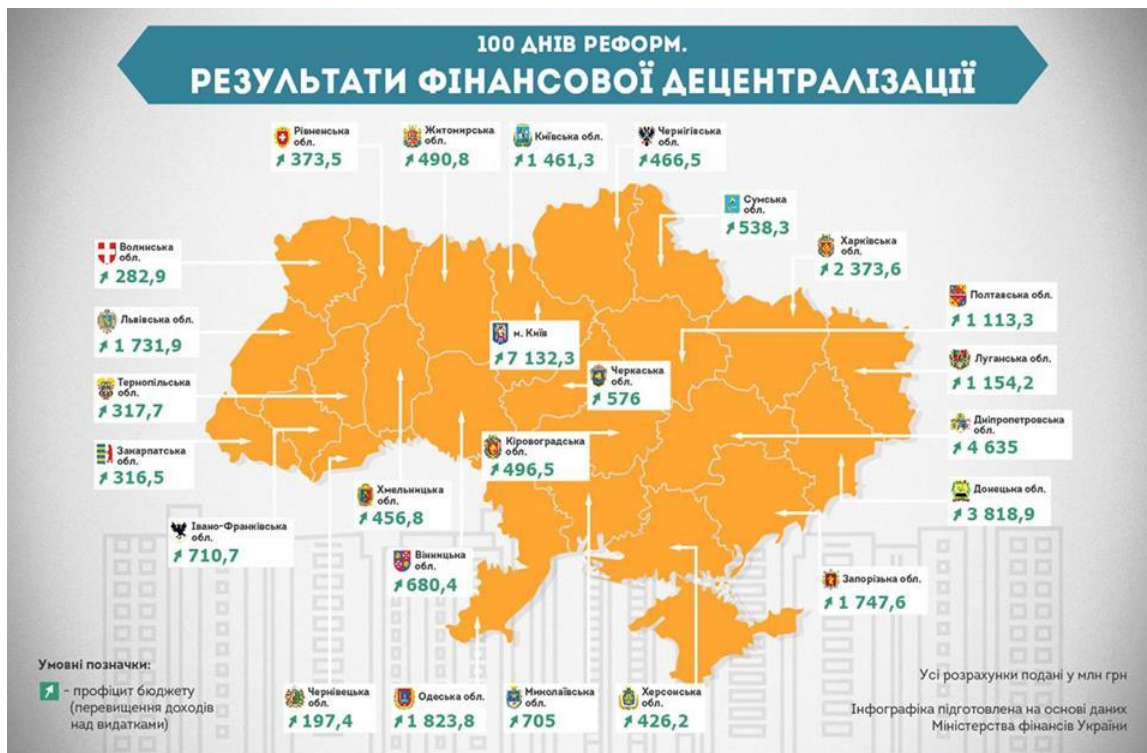 100 ДНІВ РЕФОРМ.
РЕЗУЛЬТАТИ ФІНАНСОВОЇ ДЕЦЕНТРАЛІЗАЦІЇ
Рівненська
обл.
373,5
Житомирська
обл.
490,8
Київська обл.
1 461,3
Чернігівська
обл.
466,5
Сумська
обл.
538,3
Харківська
обл.
2 373,6
Волинська
обл.
282,9
Полтавська обл.
1 113,3
Львівська обл.
1 731,9
м. Київ
7 132,3
Луганська обл.
1 154,2
Черкаська
обл.
576
Тернопільська
обл.
317,7
Дніпропетровська
обл.
4 635
Закарпатська
обл.
316,5
Кіровоградська
обл.
496,5
Донецька обл.
3 818,9
Хмельницька
обл.
456,8
Івано-Франківська
обл.
710,7
Вінницька
обл.
680,4
Запорізька обл.
1 747,6
Чернівецька
обл.
197,4
Одеська обл.
1 823,8
Миколаївська
обл.
705
Херсонська
обл.
426,2
Умовні позначки:
- профіцит бюджету
(перевищення доходів
над видатками)
Усі розрахунки подані у млн грн
Інфографіка підготовлена на основі даних
Міністерства фінансів України